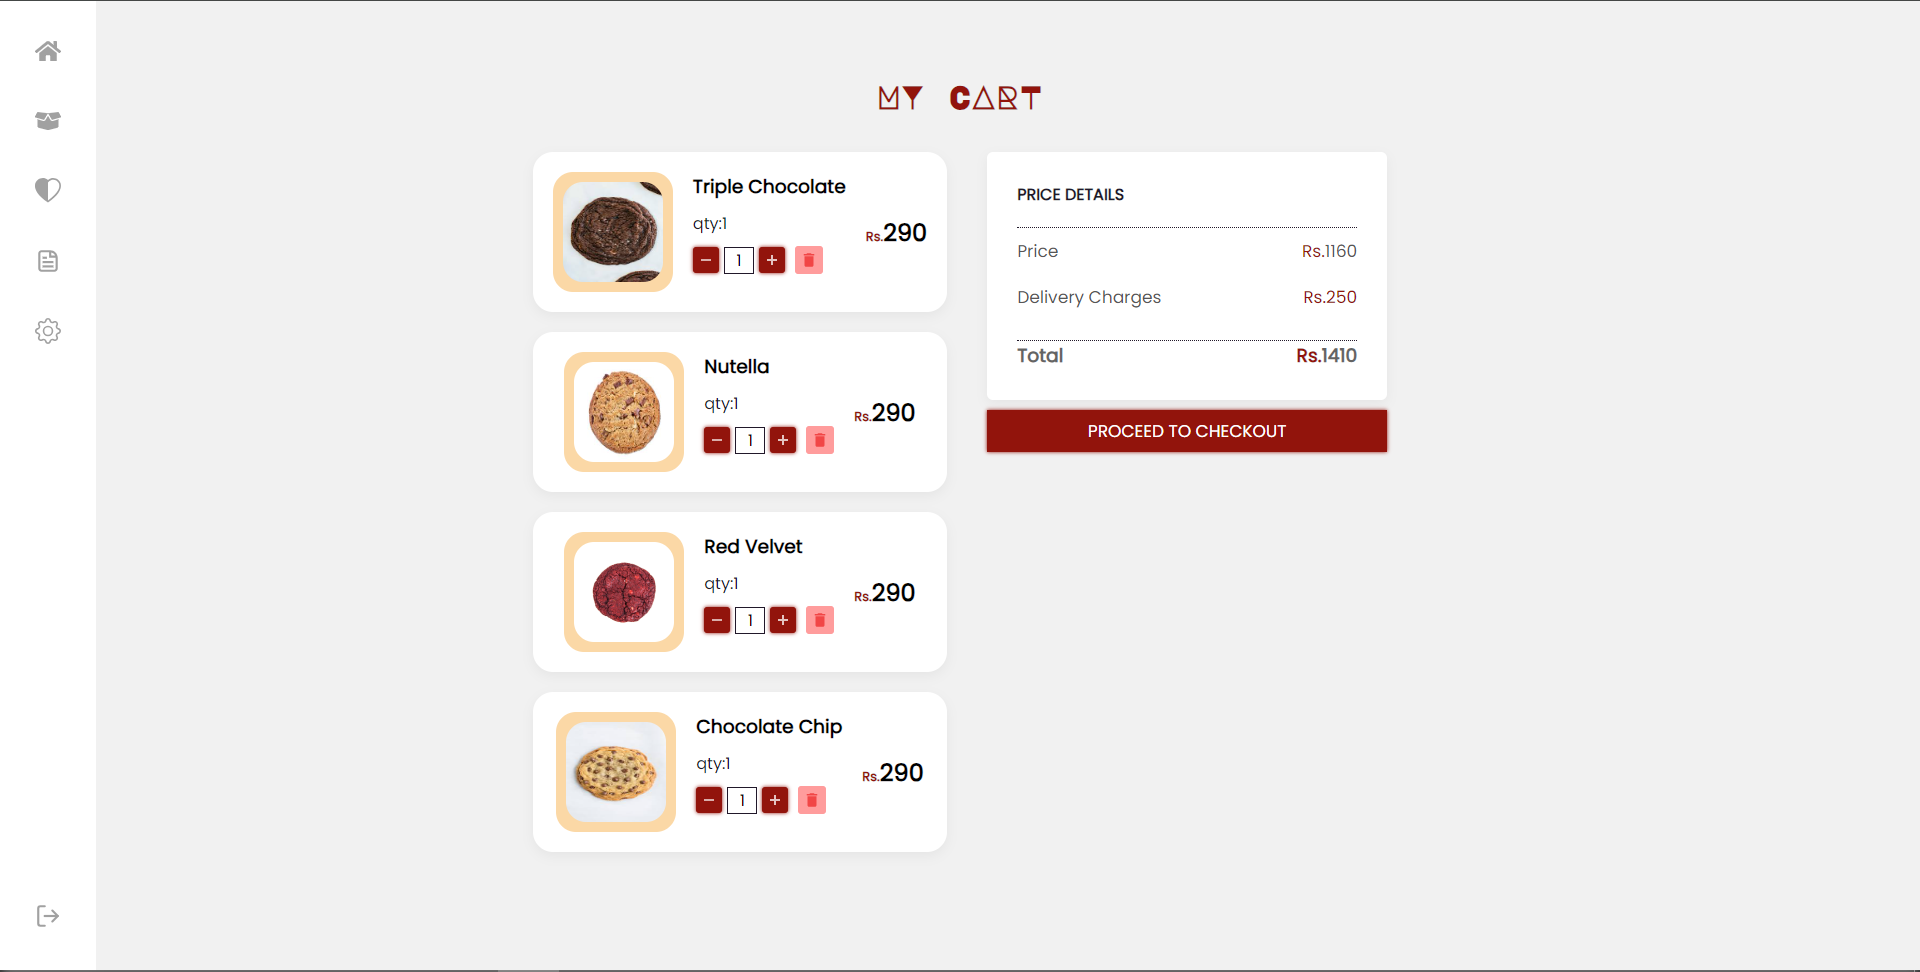 MY CART
Triple Chocolate
qty:1
1
Rs.290
Nutella
qty:1
1
Rs.290
Red Velvet
qty:1
1
Rs.290
Chocolate Chip
qty:1
1
Rs.290
PRICE DETAILS
Price Rs.1160
Delivery Charges Rs.250
Total Rs.1410
PROCEED TO CHECKOUT